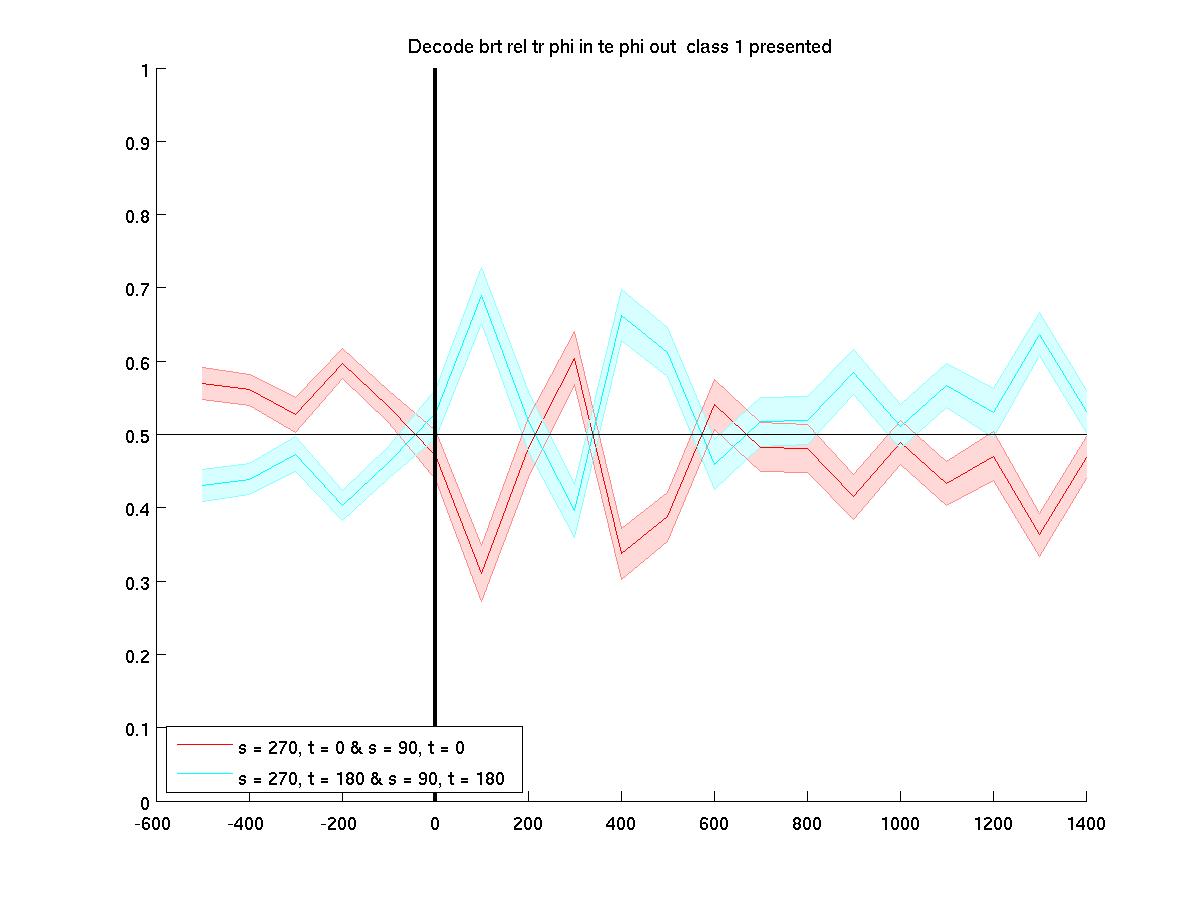 Decode brt rel tr phi in te phi out  class 1 presented
1
0.9
0.8
0.7
0.6
0.5
0.4
0.3
0.2
0.1
0
s = 270, t = 0 & s = 90, t = 0
s = 270, t = 180 & s = 90, t = 180
-600 -400 -200 0 200 400 600 800 1000 1200 1400